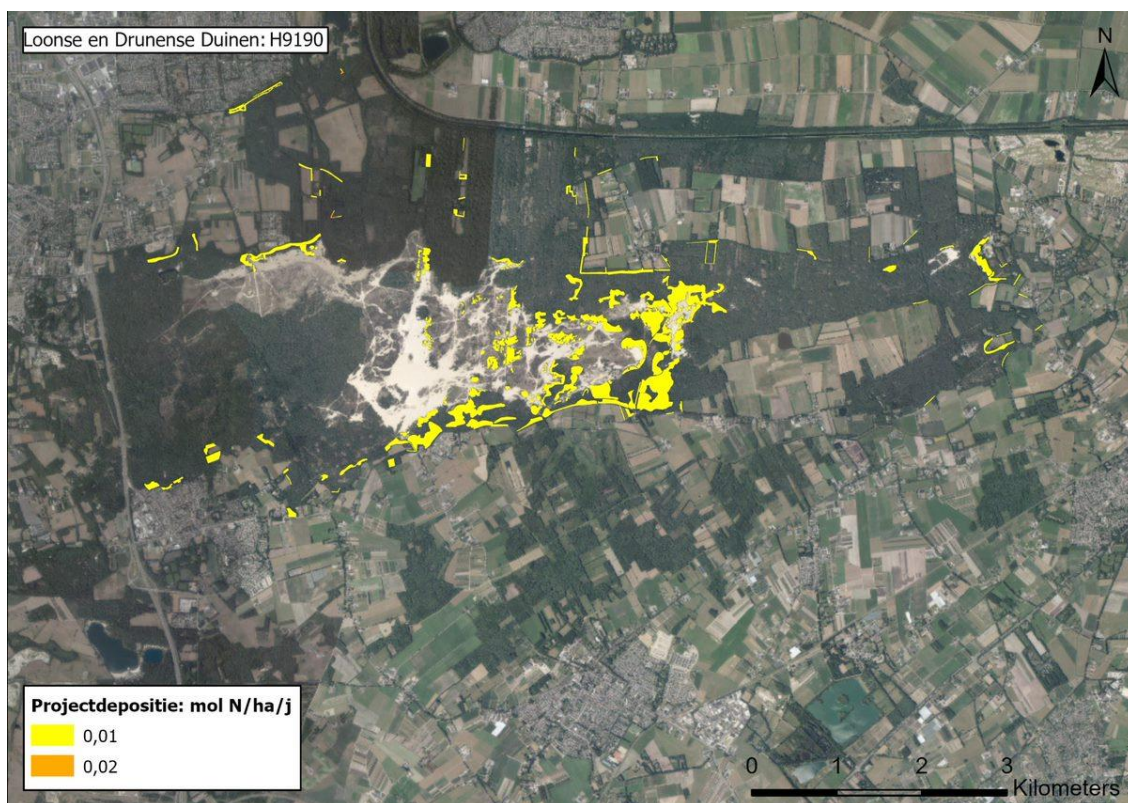 Loonse en Drunense Duinen: H9190
N
Projectdepositie: mol N/ha/j
0,01
0,02
0 1 2 3
Kilometers